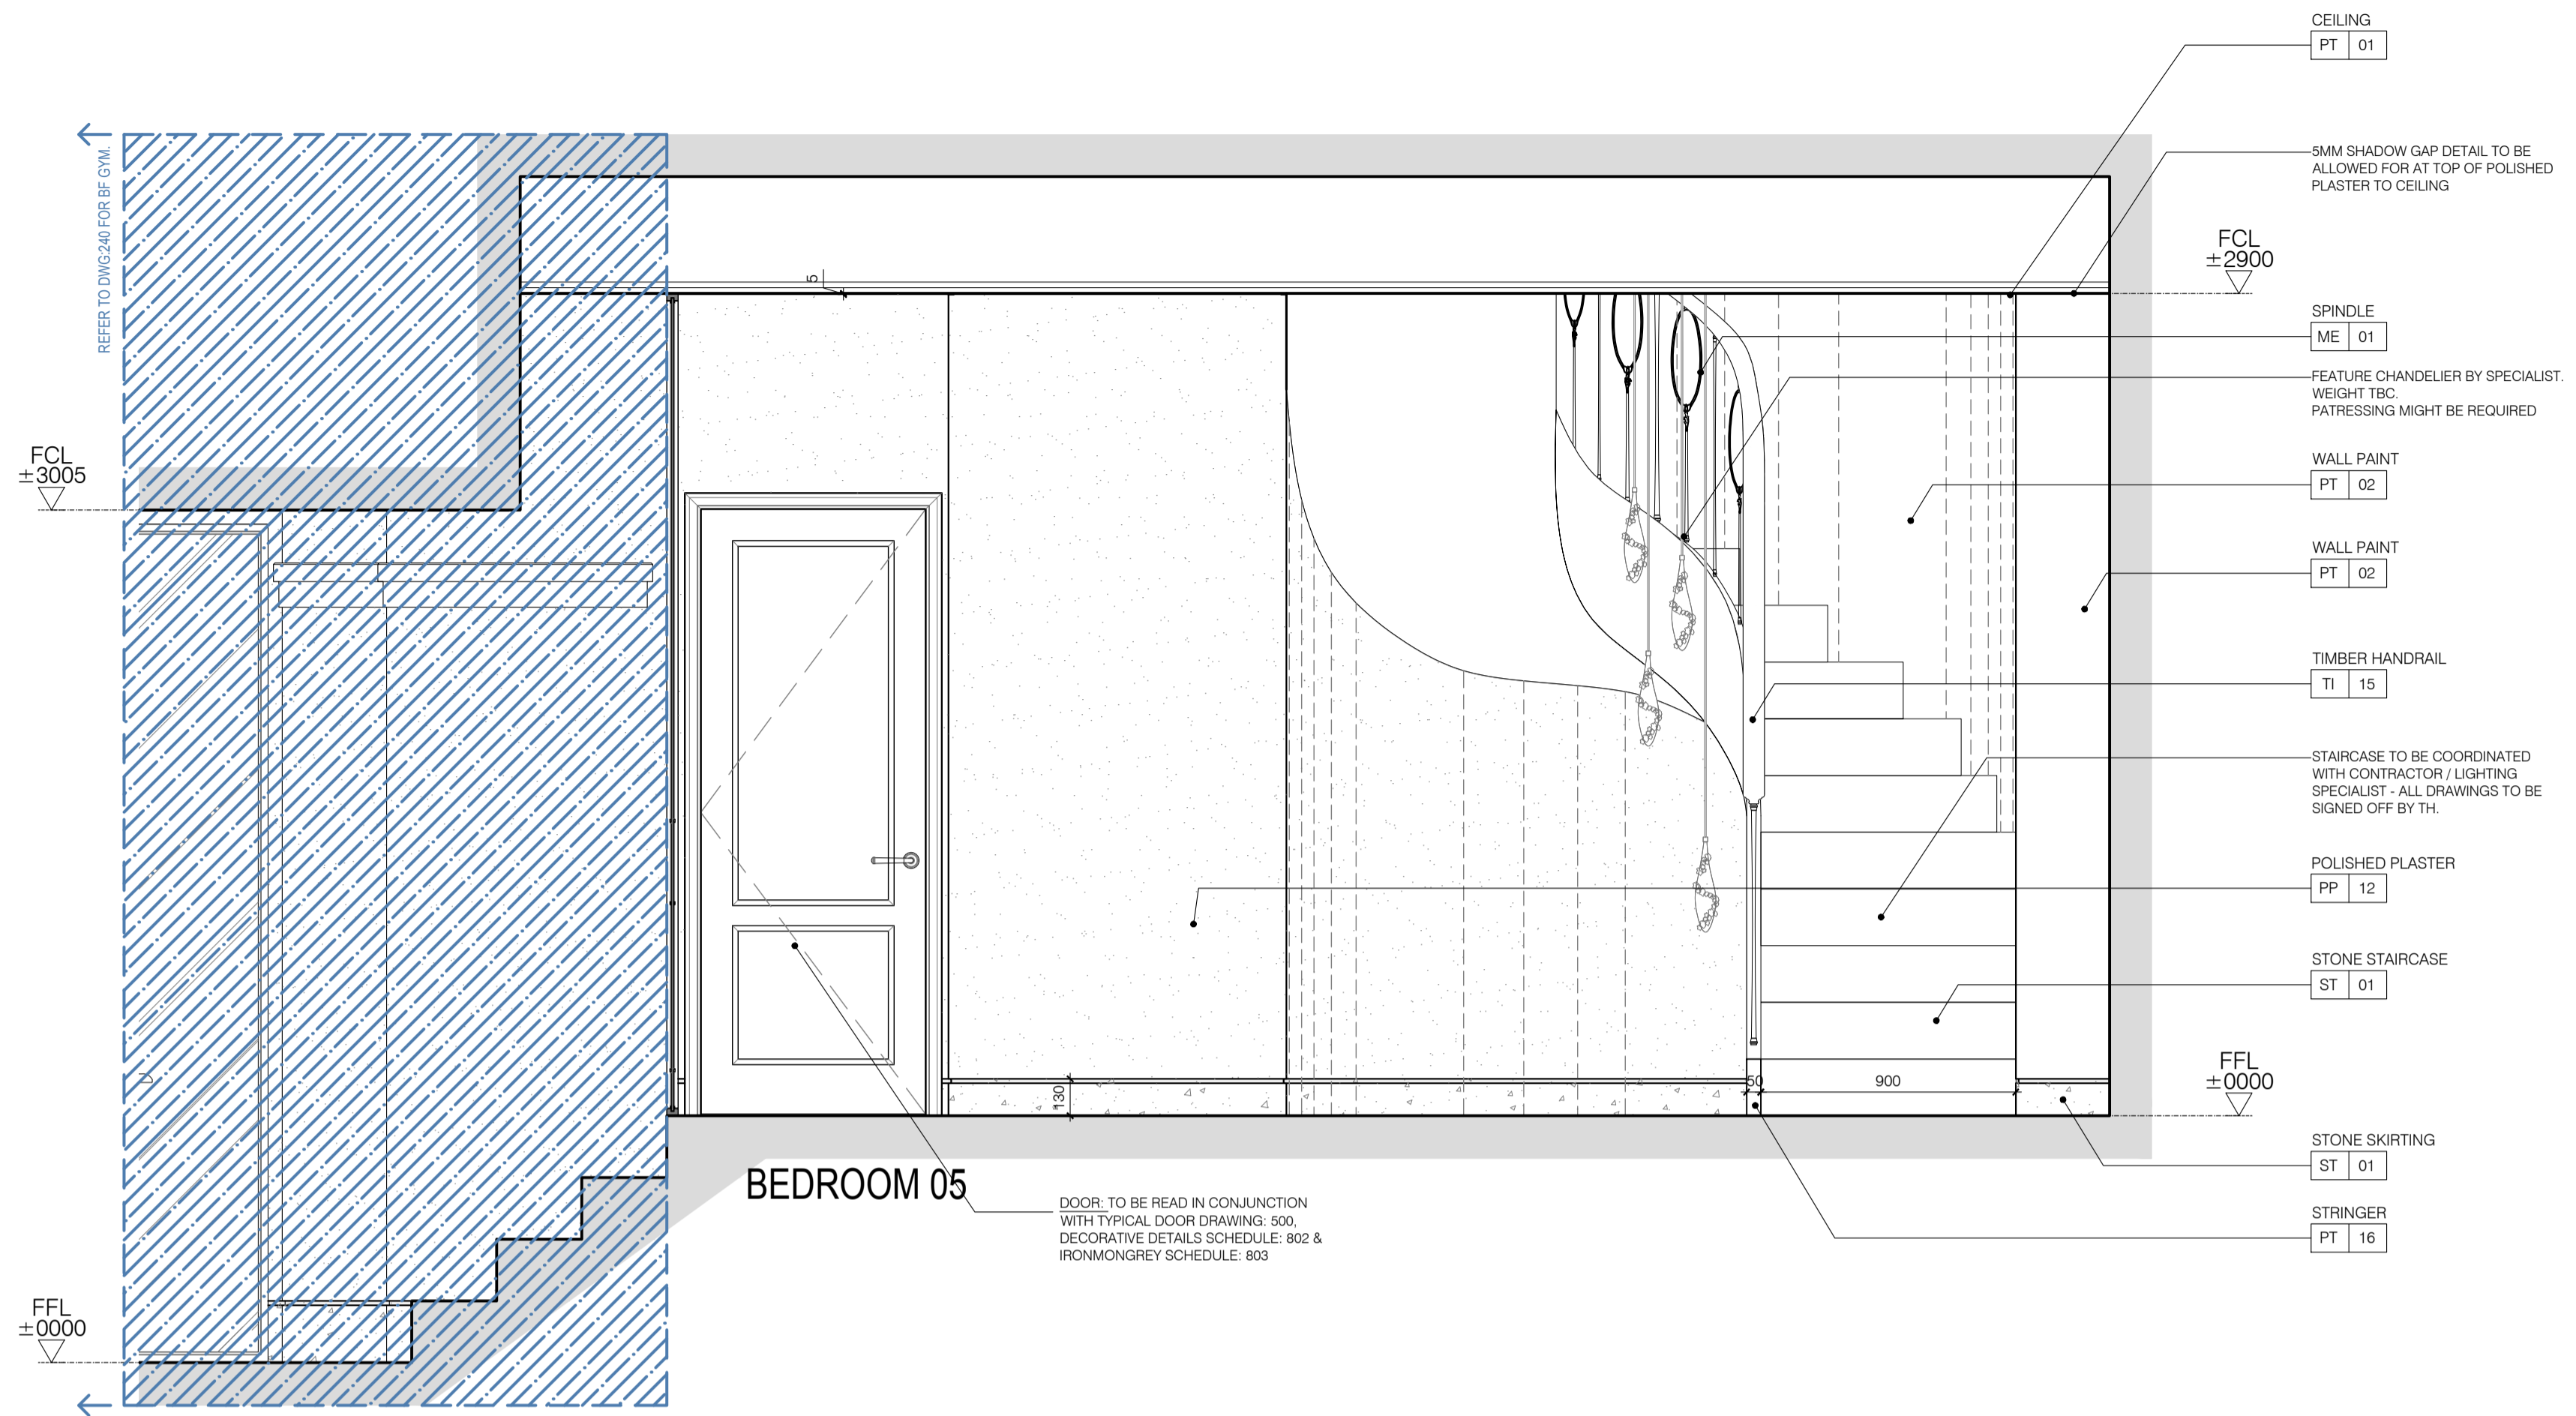 CEILING
PT 01
5MM SHADOW GAP DETAIL TO BE
ALLOWED FOR AT TOP OF POLISHED
PLASTER TO CEILING
FCL
±2900
SPINDLE
ME 01
FEATURE CHANDELIER BY SPECIALIST.
WEIGHT TBC.
PATRESSING MIGHT BE REQUIRED
WALL PAINT
PT 02
WALL PAINT
PT 02
TIMBER HANDRAIL
TI 15
STAIRCASE TO BE COORDINATED
WITH CONTRACTOR / LIGHTING
SPECIALIST - ALL DRAWINGS TO BE
SIGNED OFF BY TH.
POLISHED PLASTER
PP 12
STONE STAIRCASE
ST 01
FFL
±0000
STONE SKIRTING
ST 01
STRINGER
PT 16
REFER TO DWG:240 FOR BF GYM.
FCL
±3005
FFL
±0000
5
130
50
900
BEDROOM 05
DOOR: TO BE READ IN CONJUNCTION
WITH TYPICAL DOOR DRAWING: 500,
DECORATIVE DETAILS SCHEDULE: 802 &
IRONMONGREY SCHEDULE: 803